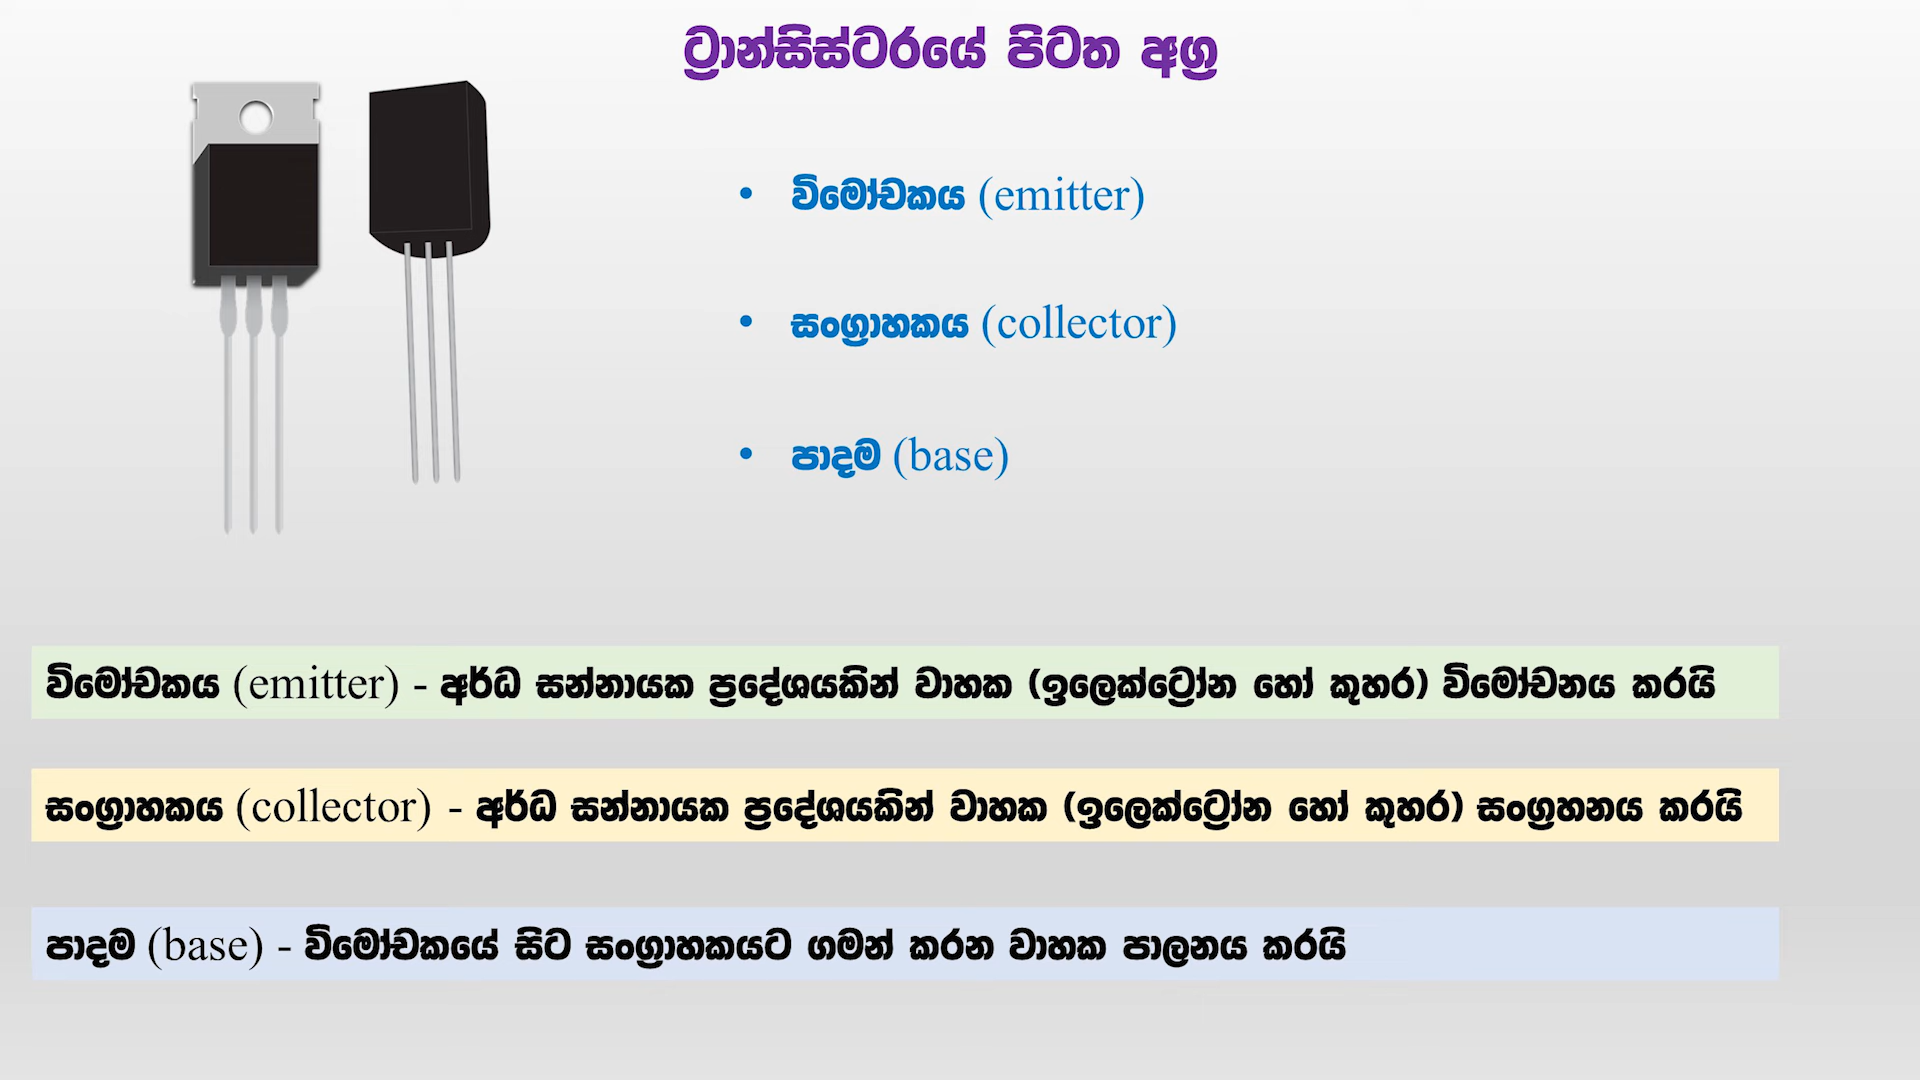 ට්‍රාන්සිස්ටරයේ පිටත අග්‍ර
• විමෝචකය (emitter)
• සංග්‍රාහකය (collector)
• පාදම (base)
විමෝචකය (emitter) - අර්ධ සන්නායක ප්‍රදේශයකින් වාහක (ඉලෙක්ට්‍රෝන හෝ කුහර) විමෝචනය කරයි
සංග්‍රාහකය (collector) - අර්ධ සන්නායක ප්‍රදේශයකින් වාහක (ඉලෙක්ට්‍රෝන හෝ කුහර) සංග්‍රහනය කරයි
පාදම (base) - විමෝචකයේ සිට සංග්‍රාහකයට ගමන් කරන වාහක පාලනය කරයි